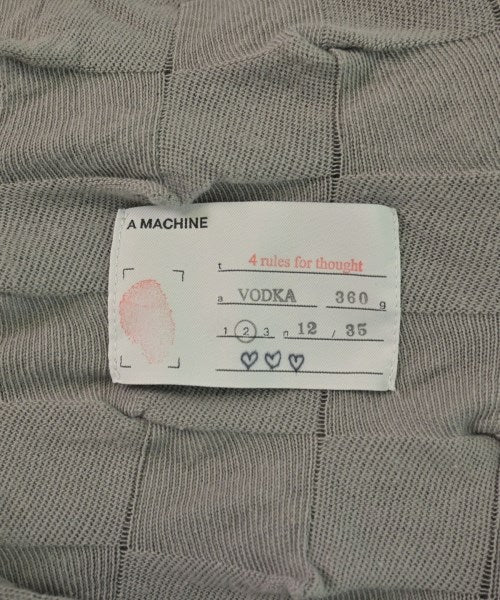 A MACHINE
t 4 rules for thought
a VODKA 360 g
1 2 3 n 12 / 35